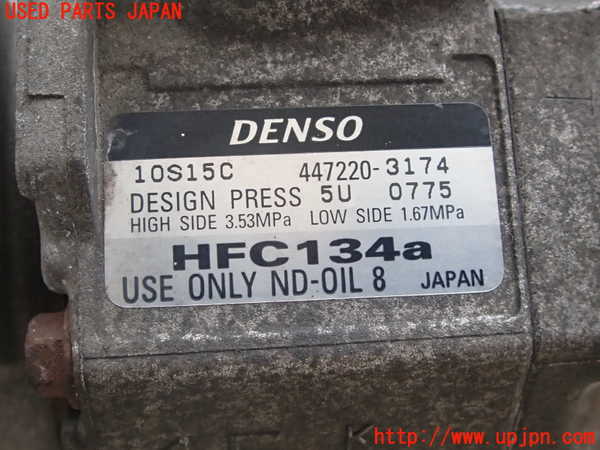 USED PARTS JAPAN
DENSO
10S15C 447220-3174
DESIGN PRESS 5U 0775
HIGH SIDE 3.53MPa LOW SIDE 1.67MPa
HFC134a
USE ONLY ND-OIL 8 JAPAN
http://www.upjpn.com/